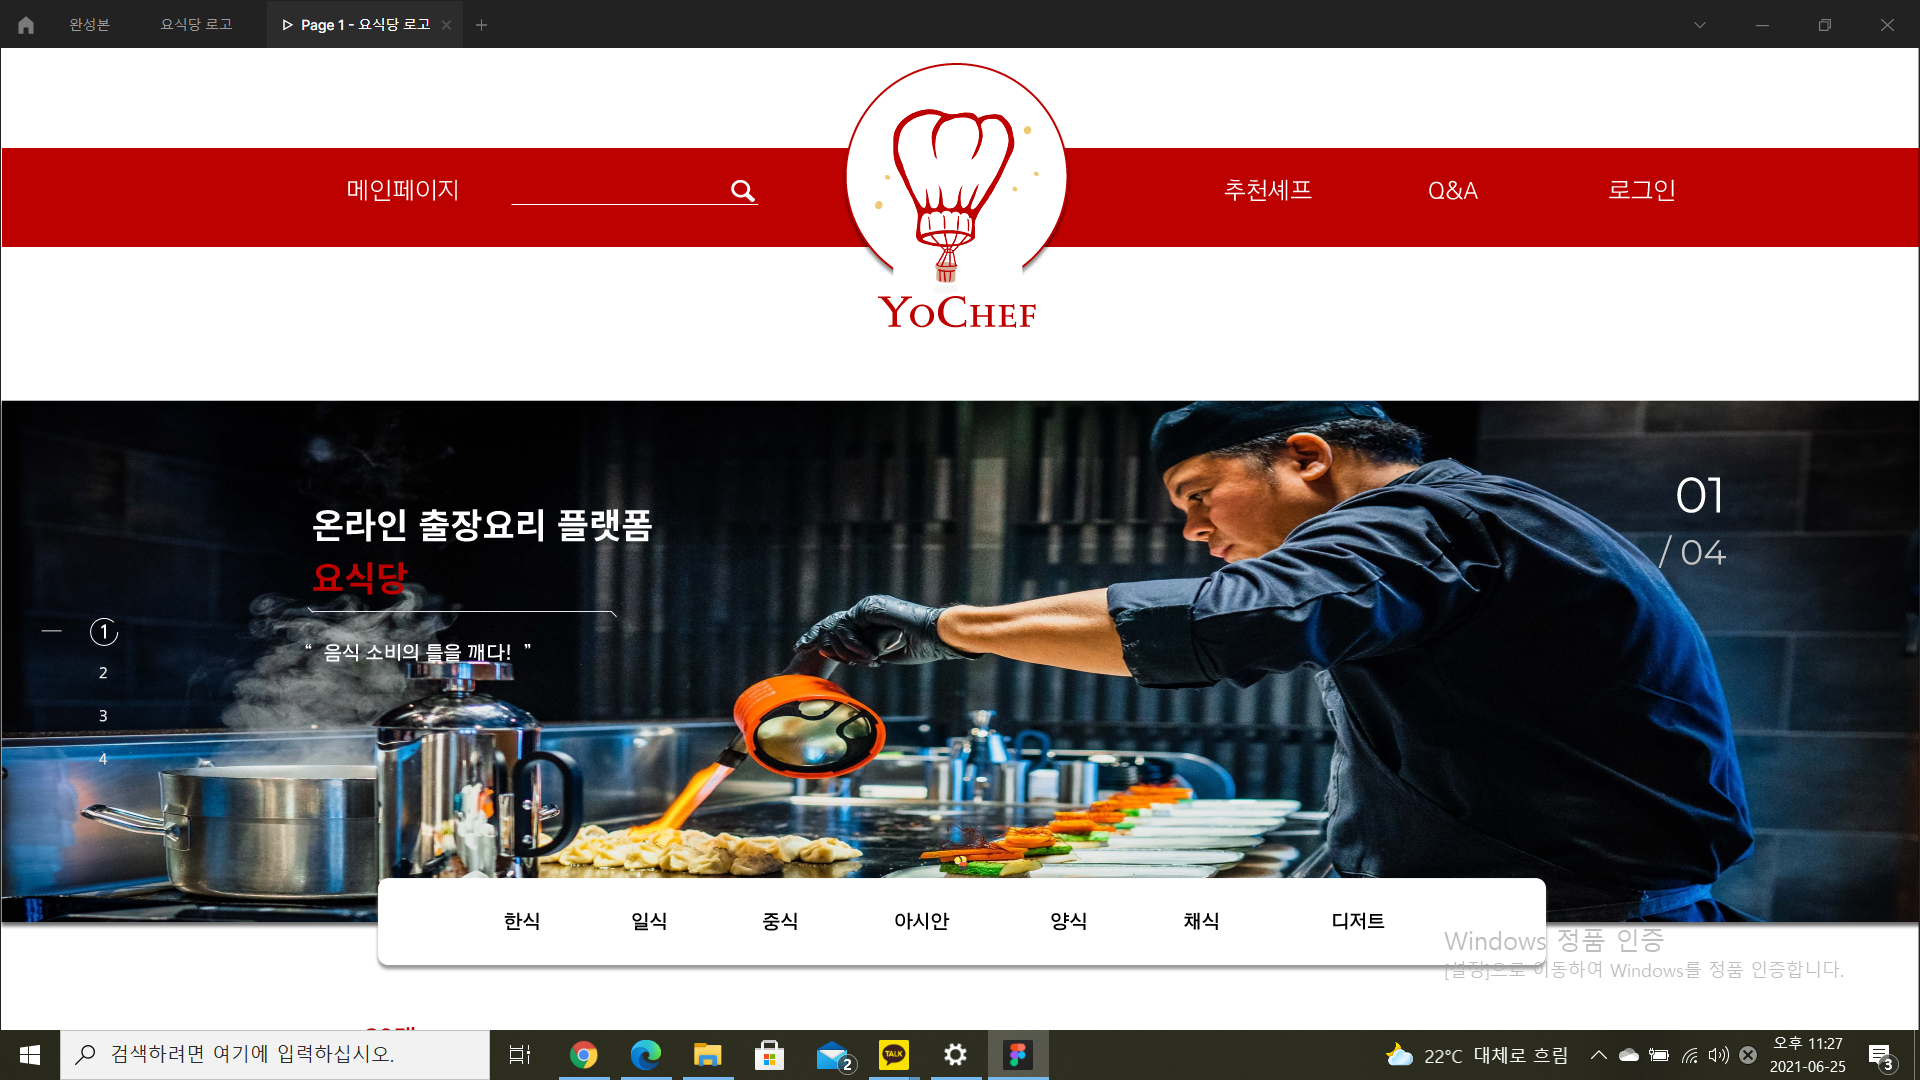 완성본
요식당 로고
Page 1 - 요식당 로고
메인페이지
추천셰프
Q&A
로그인
YOCHEF
온라인 출장요리 플랫폼
요식당
“ 음식 소비의 틀을 깨다! ”
01
/ 04
1
2
3
4
한식
일식
중식
아시안
양식
채식
디저트
Windows 정품 인증
[설정]으로 이동하여 Windows를 정품 인증합니다.
검색하려면 여기에 입력하십시오.
2
TALK
22°C 대체로 흐림
오후 11:27
2021-06-25
3